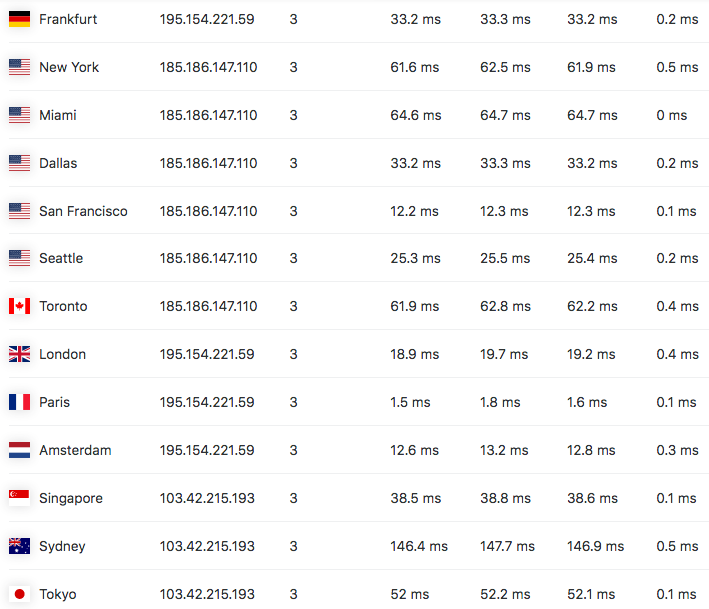 Frankfurt 195.154.221.59 3 33.2 ms 33.3 ms 33.2 ms 0.2 ms
New York 185.186.147.110 3 61.6 ms 62.5 ms 61.9 ms 0.5 ms
Miami 185.186.147.110 3 64.6 ms 64.7 ms 64.7 ms 0 ms
Dallas 185.186.147.110 3 33.2 ms 33.3 ms 33.2 ms 0.2 ms
San Francisco 185.186.147.110 3 12.2 ms 12.3 ms 12.3 ms 0.1 ms
Seattle 185.186.147.110 3 25.3 ms 25.5 ms 25.4 ms 0.2 ms
Toronto 185.186.147.110 3 61.9 ms 62.8 ms 62.2 ms 0.4 ms
London 195.154.221.59 3 18.9 ms 19.7 ms 19.2 ms 0.4 ms
Paris 195.154.221.59 3 1.5 ms 1.8 ms 1.6 ms 0.1 ms
Amsterdam 195.154.221.59 3 12.6 ms 13.2 ms 12.8 ms 0.3 ms
Singapore 103.42.215.193 3 38.5 ms 38.8 ms 38.6 ms 0.1 ms
Sydney 103.42.215.193 3 146.4 ms 147.7 ms 146.9 ms 0.5 ms
Tokyo 103.42.215.193 3 52 ms 52.2 ms 52.1 ms 0.1 ms